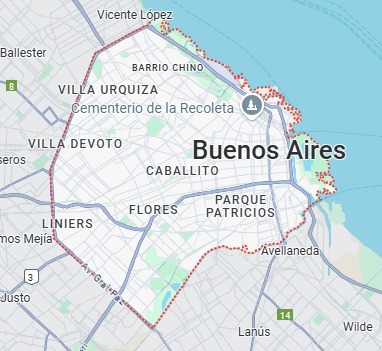 Vicente López
Ballester
BARRIO CHINO
8
VILLA URQUIZA
Cementerio de la Recoleta
VILLA DEVOTO
Buenos Aires
seros
CABALLITO
PARQUE
PATRICIOS
FLORES
LINIERS
mos Mejía
Avellaneda
Av. Gral. Paz
3
Justo
14
Lanús
Wilde